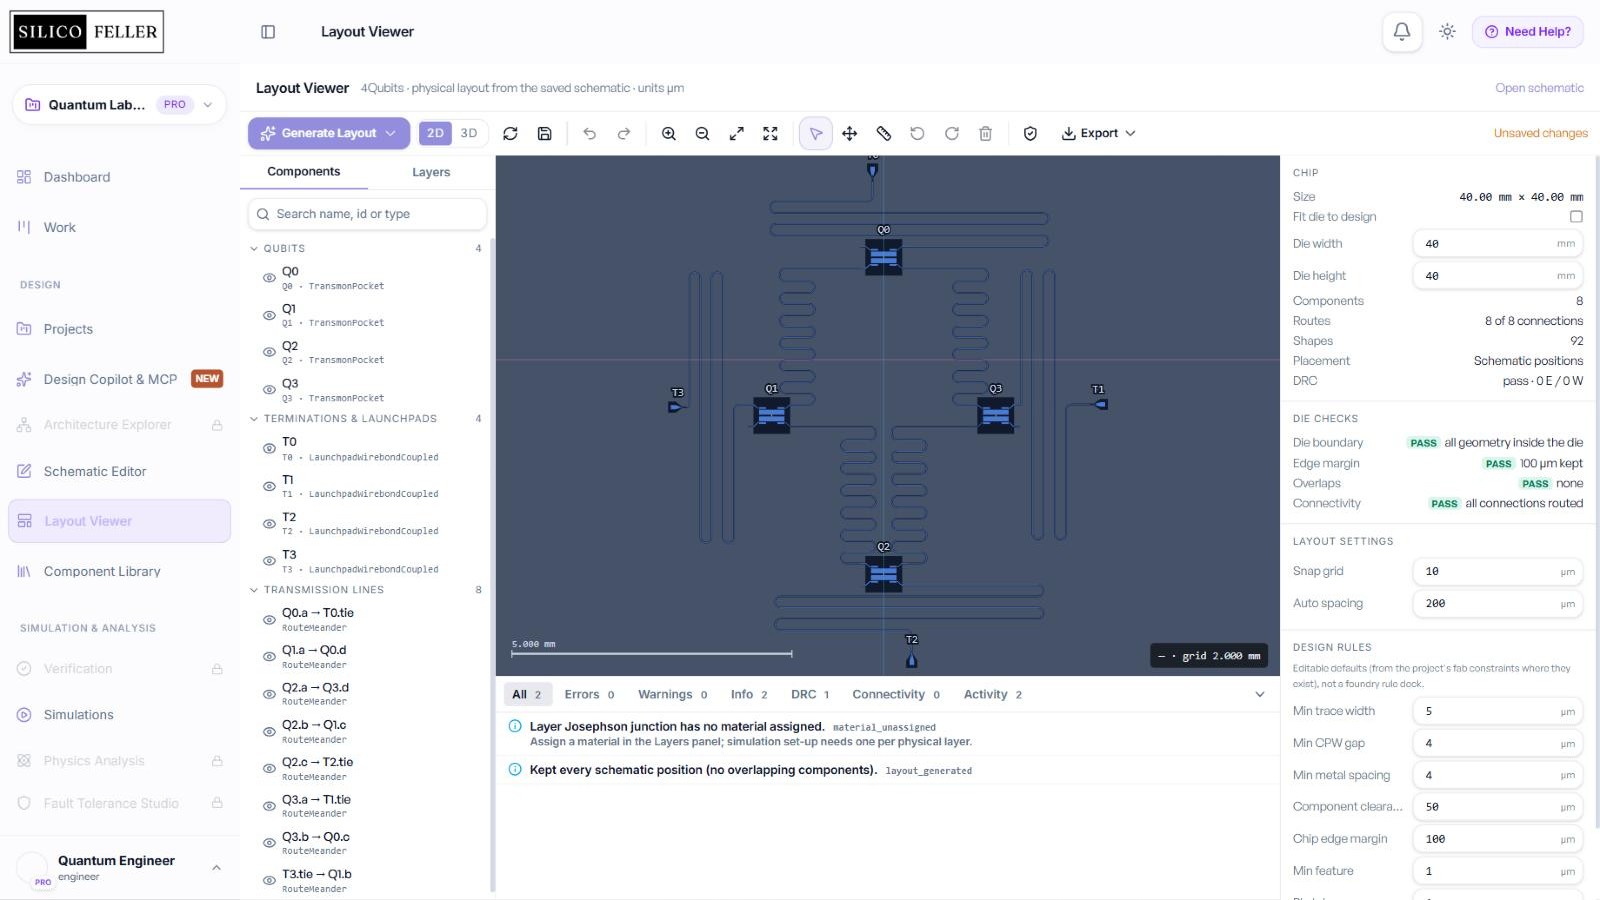 SILICO FELLER
Layout Viewer
Need Help?
Quantum Lab... PRO
Dashboard
Work
DESIGN
Projects
Design Copilot & MCP NEW
Architecture Explorer
Schematic Editor
Layout Viewer
Component Library
SIMULATION & ANALYSIS
Verification
Simulations
Physics Analysis
Fault Tolerance Studio
Quantum Engineer
engineer
PRO
Layout Viewer 4Qubits · physical layout from the saved schematic · units µm
Open schematic
Generate Layout 2D 3D Export
Unsaved changes
Components Layers
Search name, id or type
QUBITS 4
Q0
Q0 · TransmonPocket
Q1
Q1 · TransmonPocket
Q2
Q2 · TransmonPocket
Q3
Q3 · TransmonPocket
TERMINATIONS & LAUNCHPADS 4
T0
T0 · LaunchpadWirebondCoupled
T1
T1 · LaunchpadWirebondCoupled
T2
T2 · LaunchpadWirebondCoupled
T3
T3 · LaunchpadWirebondCoupled
TRANSMISSION LINES 8
Q0.a → T0.tie
RouteMeander
Q1.a → Q0.d
RouteMeander
Q2.a → Q3.d
RouteMeander
Q2.b → Q1.c
RouteMeander
Q2.c → T2.tie
RouteMeander
Q3.a → T1.tie
RouteMeander
Q3.b → Q0.c
RouteMeander
T3.tie → Q1.b
RouteMeander
Q0
T3
Q1
Q3
T1
Q2
T2
5.000 mm
— · grid 2.000 mm
All 2 Errors 0 Warnings 0 Info 2 DRC 1 Connectivity 0 Activity 2
Layer Josephson junction has no material assigned. material_unassigned
Assign a material in the Layers panel; simulation set-up needs one per physical layer.
Kept every schematic position (no overlapping components). layout_generated
CHIP
Size 40.00 mm × 40.00 mm
Fit die to design
Die width 40 mm
Die height 40 mm
Components 8
Routes 8 of 8 connections
Shapes 92
Placement Schematic positions
DRC pass · 0 E / 0 W
DIE CHECKS
Die boundary PASS all geometry inside the die
Edge margin PASS 100 µm kept
Overlaps PASS none
Connectivity PASS all connections routed
LAYOUT SETTINGS
Snap grid 10 µm
Auto spacing 200 µm
DESIGN RULES
Editable defaults (from the project's fab constraints where they
exist), not a foundry rule deck.
Min trace width 5 µm
Min CPW gap 4 µm
Min metal spacing 4 µm
Component cleara... 50 µm
Chip edge margin 100 µm
Min feature 1 µm